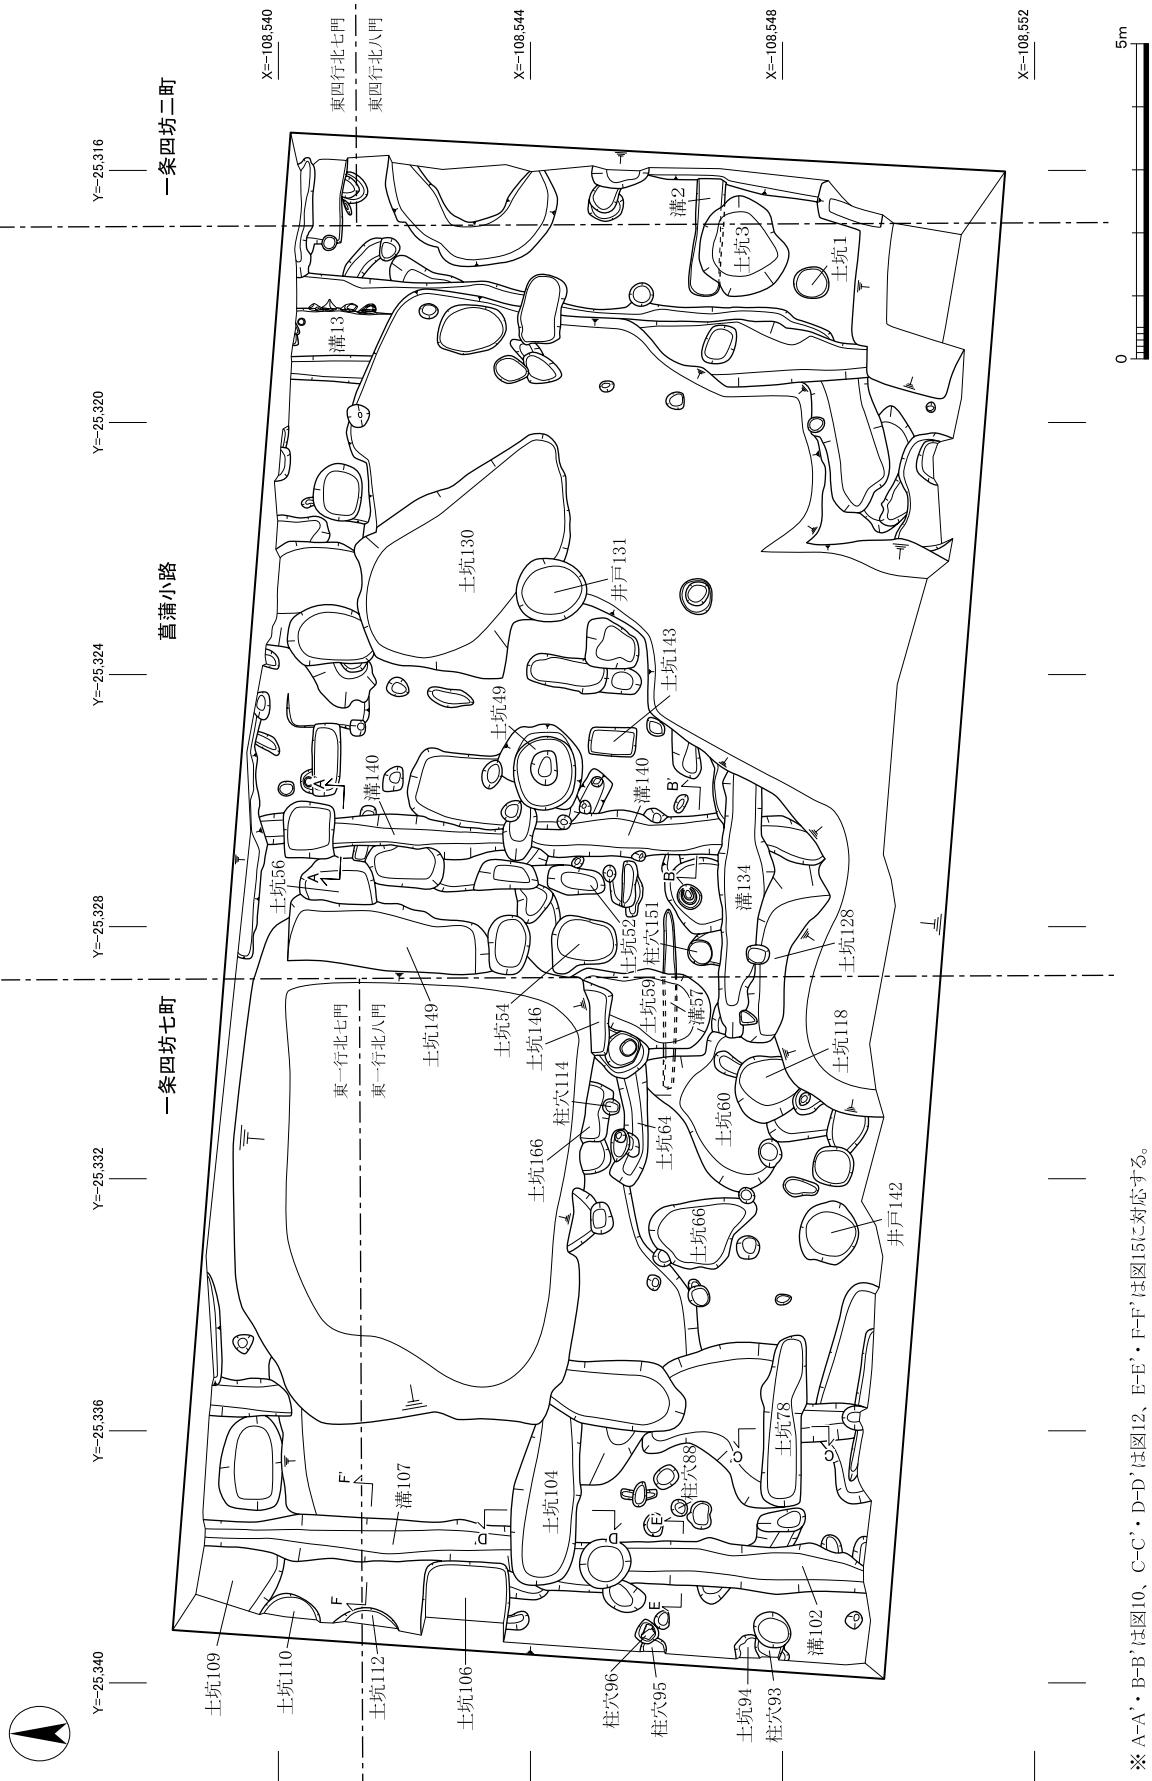 X=-108,540
X=-108,544
X=-108,548
X=-108,552
東四行北七門
東四行北八門
一条四坊二町
Y=-25,316
Y=-25,320
Y=-25,324
Y=-25,328
Y=-25,332
Y=-25,336
Y=-25,340
菖蒲小路
一条四坊七町
東一行北七門
東一行北八門
5m
0
溝2
土坑3
土坑1
溝13
土坑130
井戸131
土坑143
土坑49
溝140
溝140
A'
A
B'
B
土坑56
溝134
土坑128
土坑52
柱穴151
土坑59
溝57
土坑149
土坑54
土坑146
柱穴114
土坑166
土坑64
土坑60
土坑118
土坑66
井戸142
土坑78
C
C'
柱穴88
土坑104
D
D'
E'
E
F'
F
溝107
溝102
土坑109
土坑110
土坑112
土坑106
柱穴96
柱穴95
土坑94
柱穴93
※ A-A'・B-B'は図10、C-C'・D-D'は図12、E-E'・F-F'は図15に対応する。